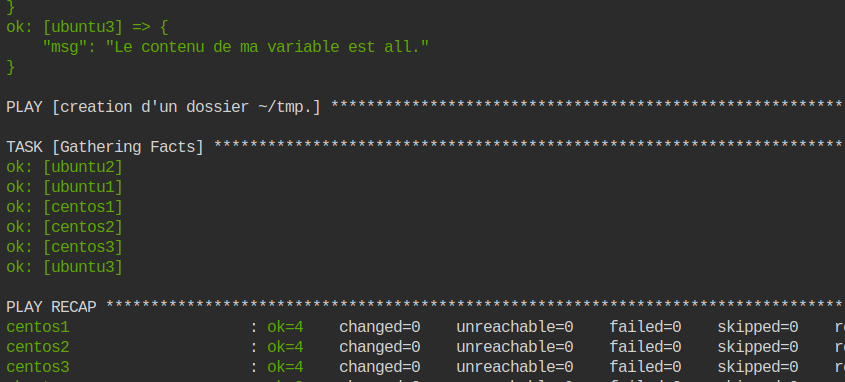 }
ok: [ubuntu3] => {
    "msg": "Le contenu de ma variable est all."
}
PLAY [creation d'un dossier ~/tmp.] *********************************************************
TASK [Gathering Facts] **********************************************************************
ok: [ubuntu2]
ok: [ubuntu1]
ok: [centos1]
ok: [centos2]
ok: [centos3]
ok: [ubuntu3]
PLAY RECAP **********************************************************************************
centos1                    : ok=4    changed=0    unreachable=0    failed=0    skipped=0
centos2                    : ok=4    changed=0    unreachable=0    failed=0    skipped=0
centos3                    : ok=4    changed=0    unreachable=0    failed=0    skipped=0